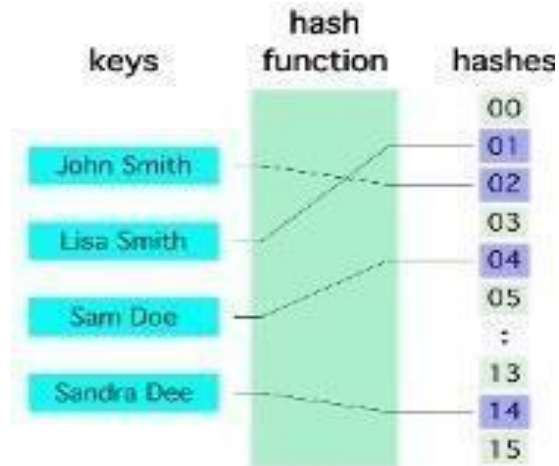 keys
hash
function
hashes
John Smith
Lisa Smith
Sam Doe
Sandra Dee
00
01
02
03
04
05
:
13
14
15